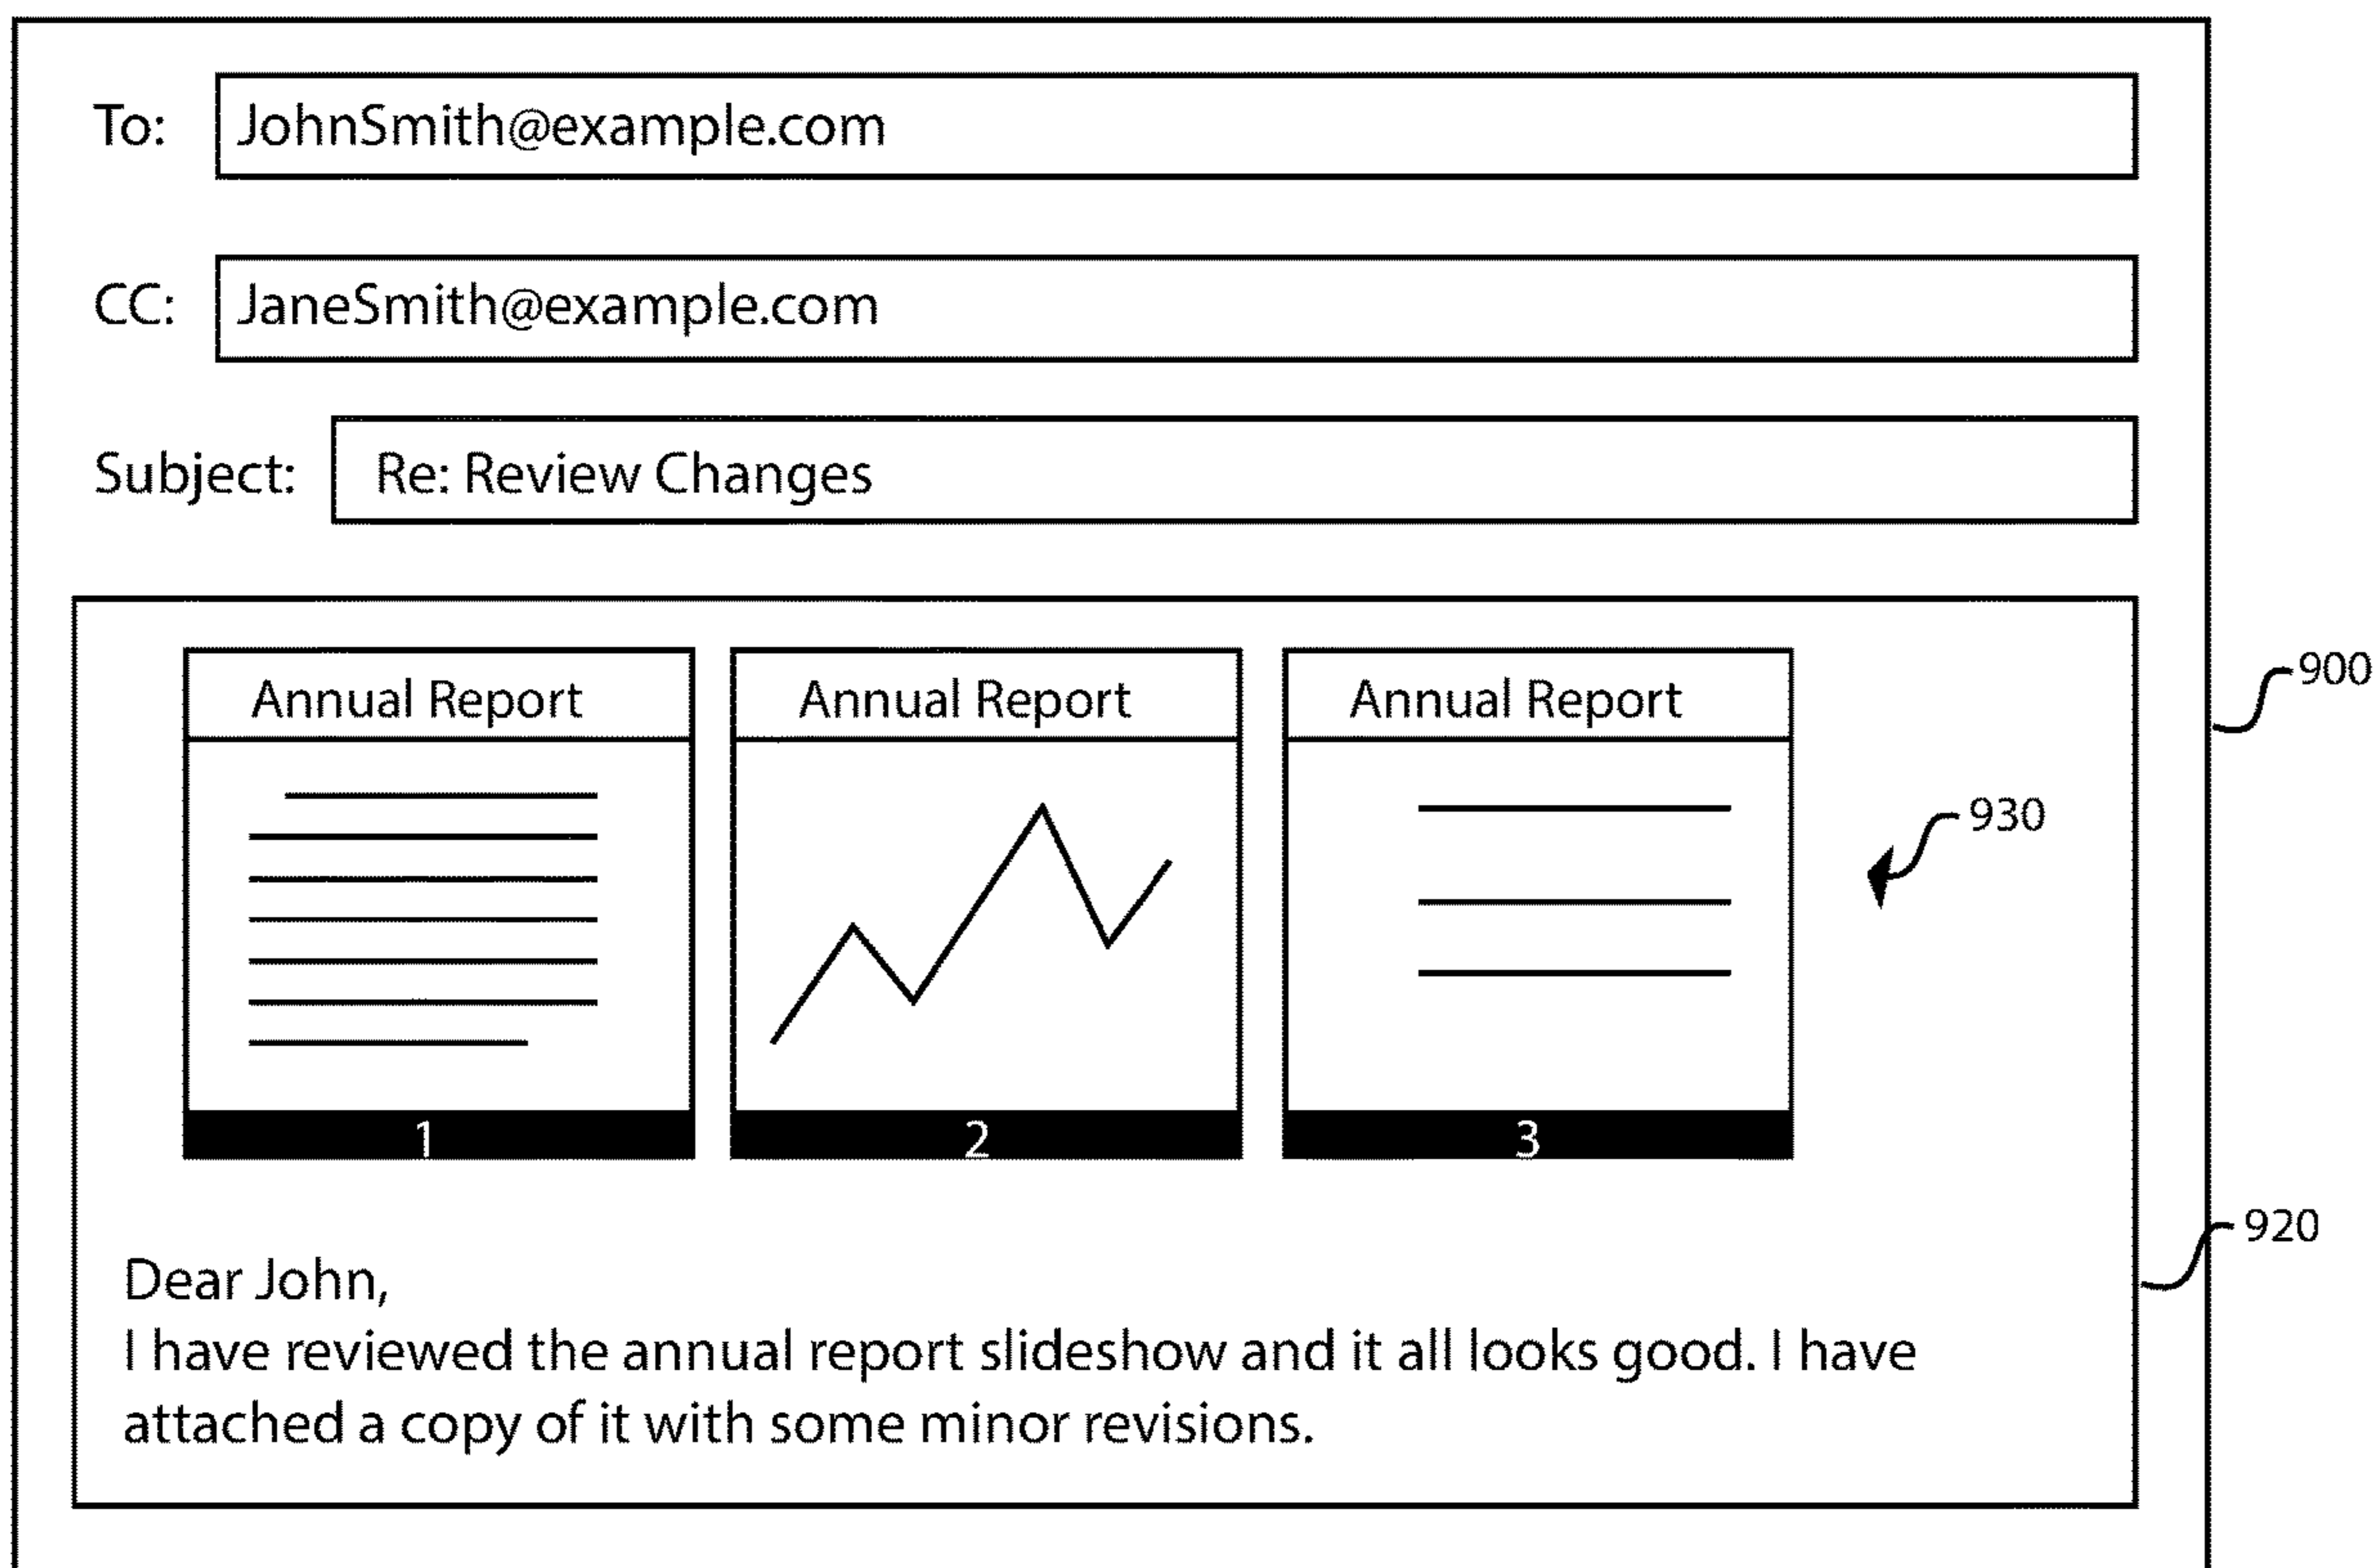 To: JohnSmith@example.com
CC: JaneSmith@example.com
Subject: Re: Review Changes
Annual Report Annual Report Annual Report
900
930
1 2 3
920
Dear John,
I have reviewed the annual report slideshow and it all looks good. I have
attached a copy of it with some minor revisions.